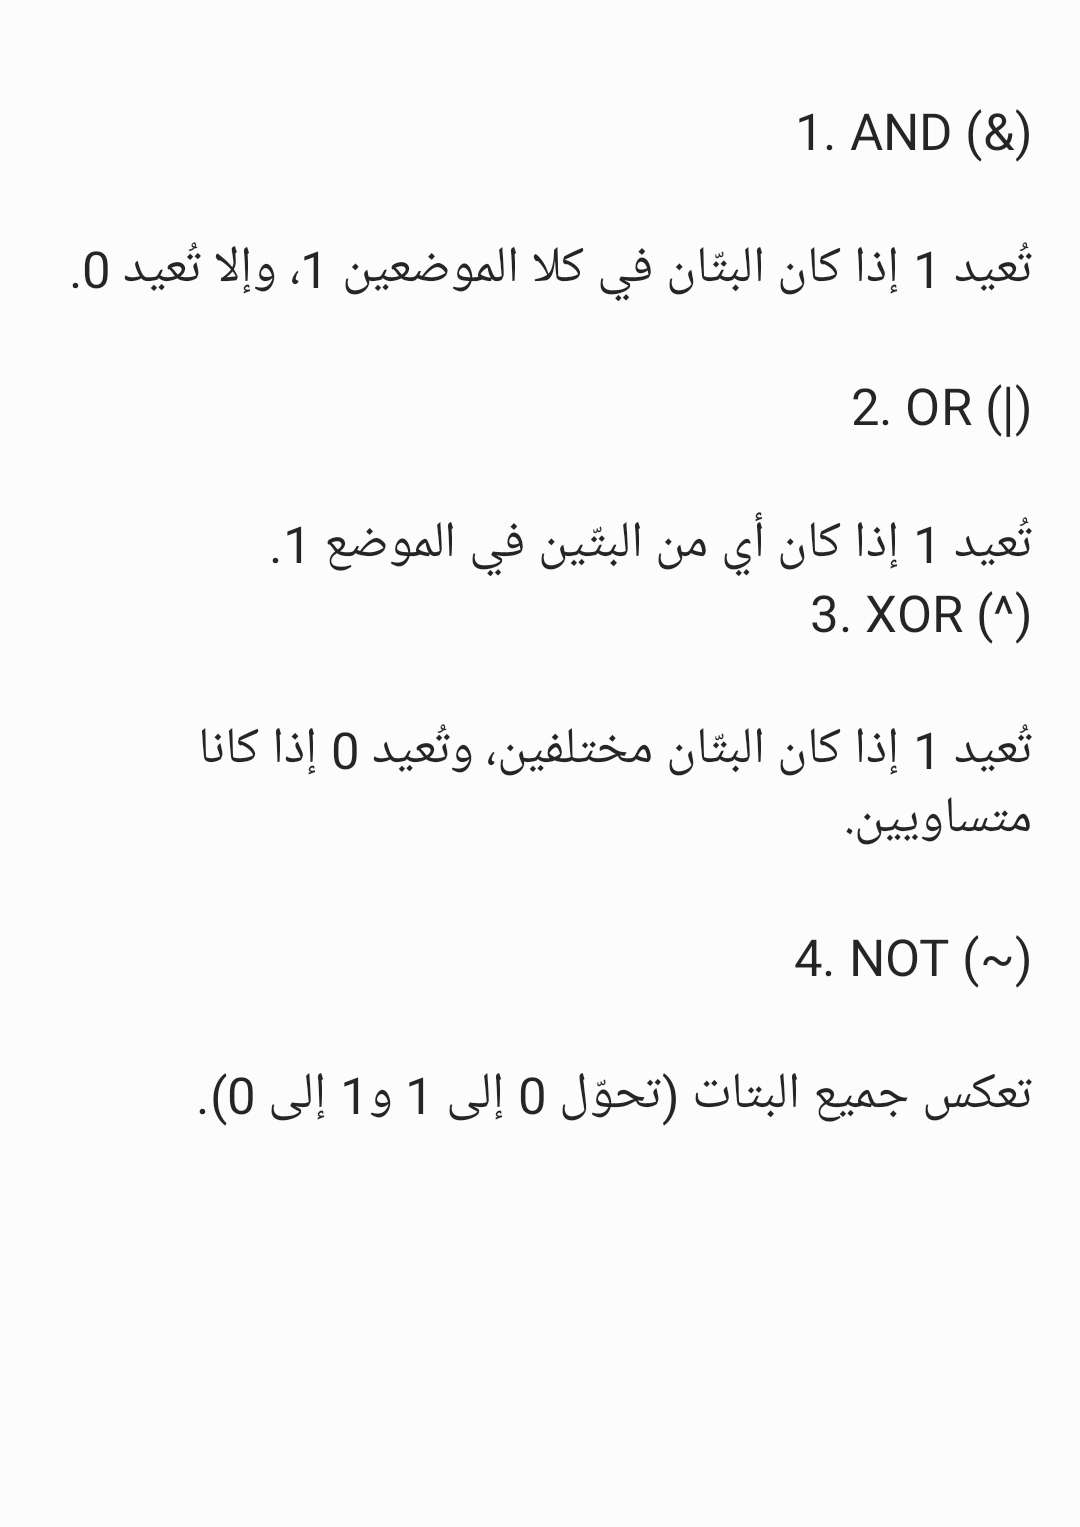 1. AND (&)
تُعيد 1 إذا كان البتّان في كلا الموضعين 1، وإلا تُعيد 0.
2. OR (|)
تُعيد 1 إذا كان أي من البتّين في الموضع 1.
3. XOR (^)
تُعيد 1 إذا كان البتّان مختلفين، وتُعيد 0 إذا كانا
متساويين.
4. NOT (~)
تعكس جميع البتات (تحوّل 0 إلى 1 و1 إلى 0).